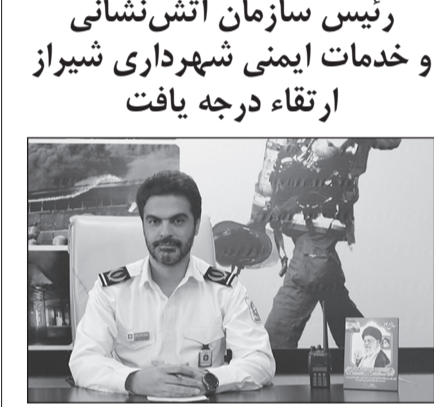 رئیس سازمان آتش‌نشانی
و خدمات ایمنی شهرداری شیراز
ارتقاء درجه یافت